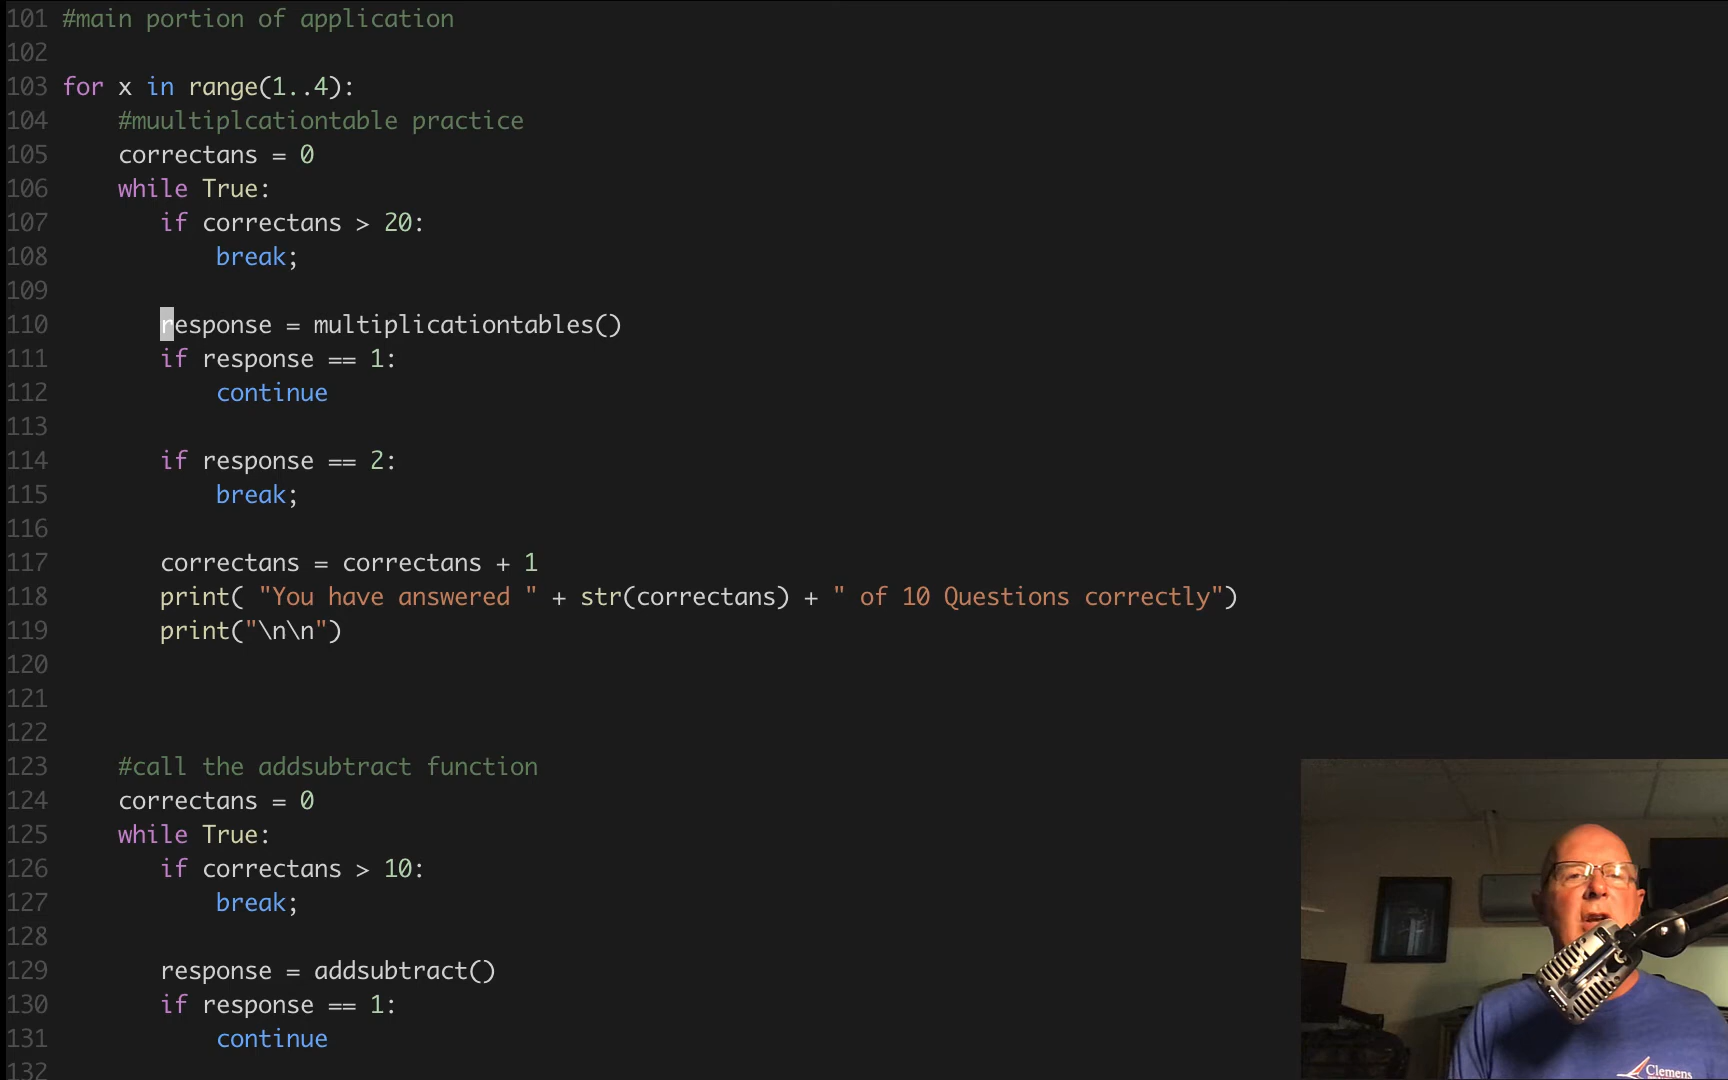 101 #main portion of application
102
103 for x in range(1..4):
104     #muultiplcationtable practice
105     correctans = 0
106     while True:
107        if correctans > 20:
108            break;
109
110        response = multiplicationtables()
111        if response == 1:
112            continue
113
114        if response == 2:
115            break;
116
117        correctans = correctans + 1
118        print( "You have answered " + str(correctans) + " of 10 Questions correctly")
119        print("\n\n")
120
121
122
123     #call the addsubtract function
124     correctans = 0
125     while True:
126        if correctans > 10:
127            break;
128
129        response = addsubtract()
130        if response == 1:
131            continue
132
Clemens